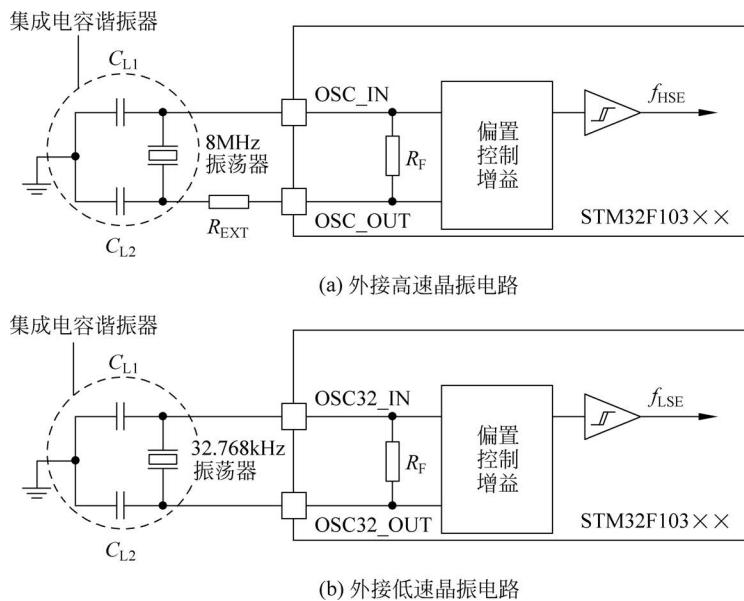 集成电容谐振器
C_L1
OSC_IN
f_HSE
8MHz
振荡器
R_F
偏置
控制
增益
OSC_OUT
STM32F103××
R_EXT
C_L2
(a) 外接高速晶振电路
集成电容谐振器
C_L1
OSC32_IN
f_LSE
32.768kHz
振荡器
R_F
偏置
控制
增益
OSC32_OUT
STM32F103××
C_L2
(b) 外接低速晶振电路